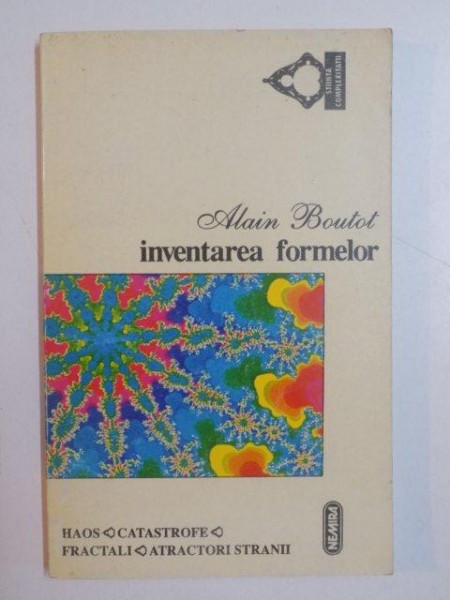 ȘTIINȚA
COMPLEXITĂȚII
Alain Boutot
inventarea formelor
HAOS ◁ CATASTROFE ◁
FRACTALI ◁ ATRACTORI STRANII
NEMIRA